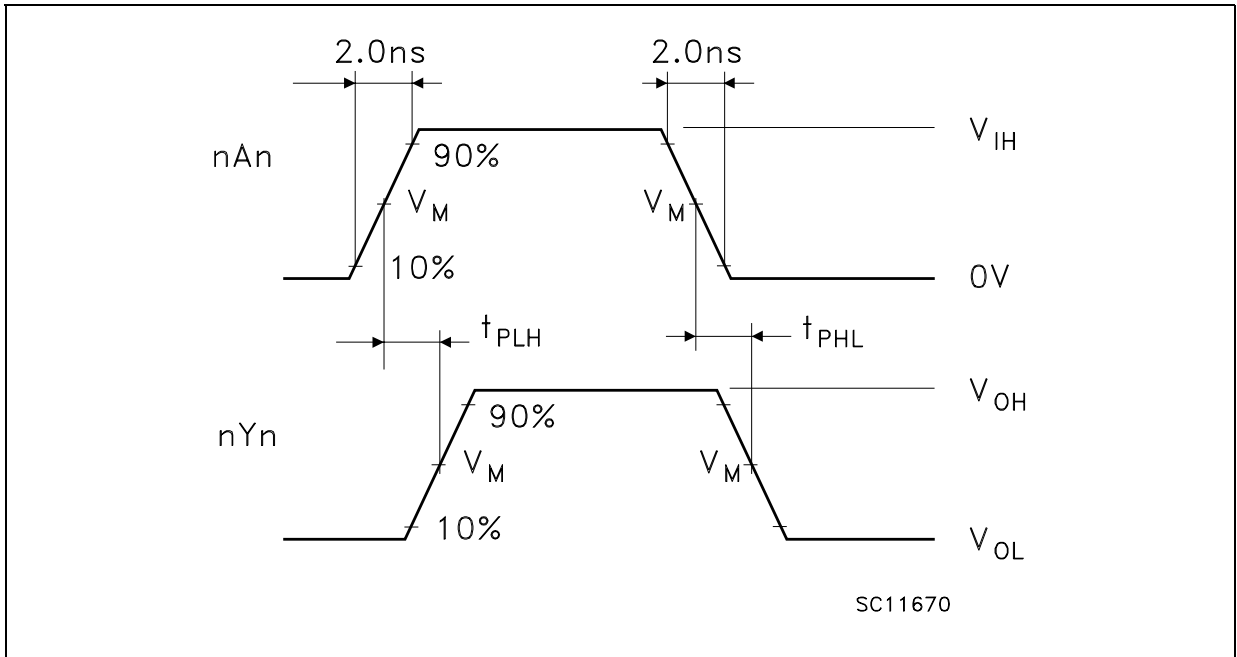 2.0ns 2.0ns
nAn
90%
V_IH
V_M V_M
10%
0V
t_PLH t_PHL
nYn
90%
V_OH
V_M V_M
10%
V_OL
SC11670